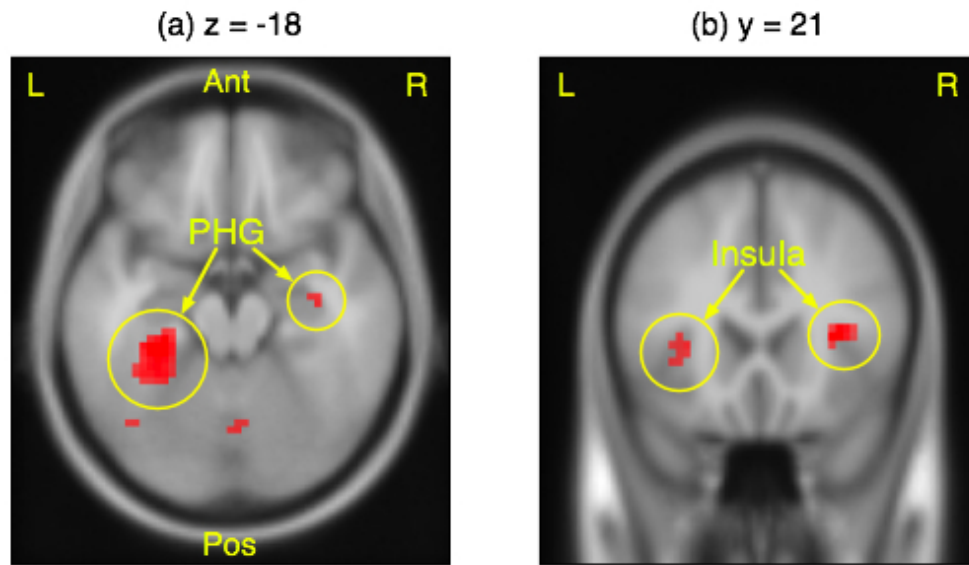 (a) z = -18
L
Ant
R
PHG
Pos
(b) y = 21
L
R
Insula